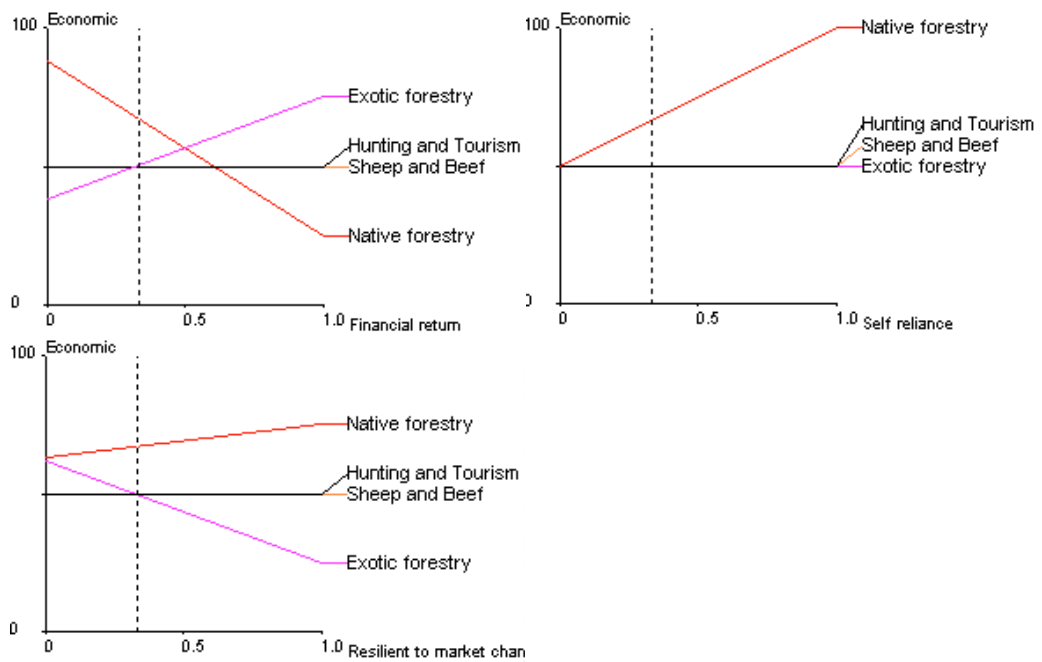 100 Economic
Exotic forestry
Hunting and Tourism
Sheep and Beef
Native forestry
0
0 0.5 1.0 Financial return
100 Economic
Native forestry
Hunting and Tourism
Sheep and Beef
Exotic forestry
0
0 0.5 1.0 Self reliance
100 Economic
Native forestry
Hunting and Tourism
Sheep and Beef
Exotic forestry
0
0 0.5 1.0 Resilient to market chan